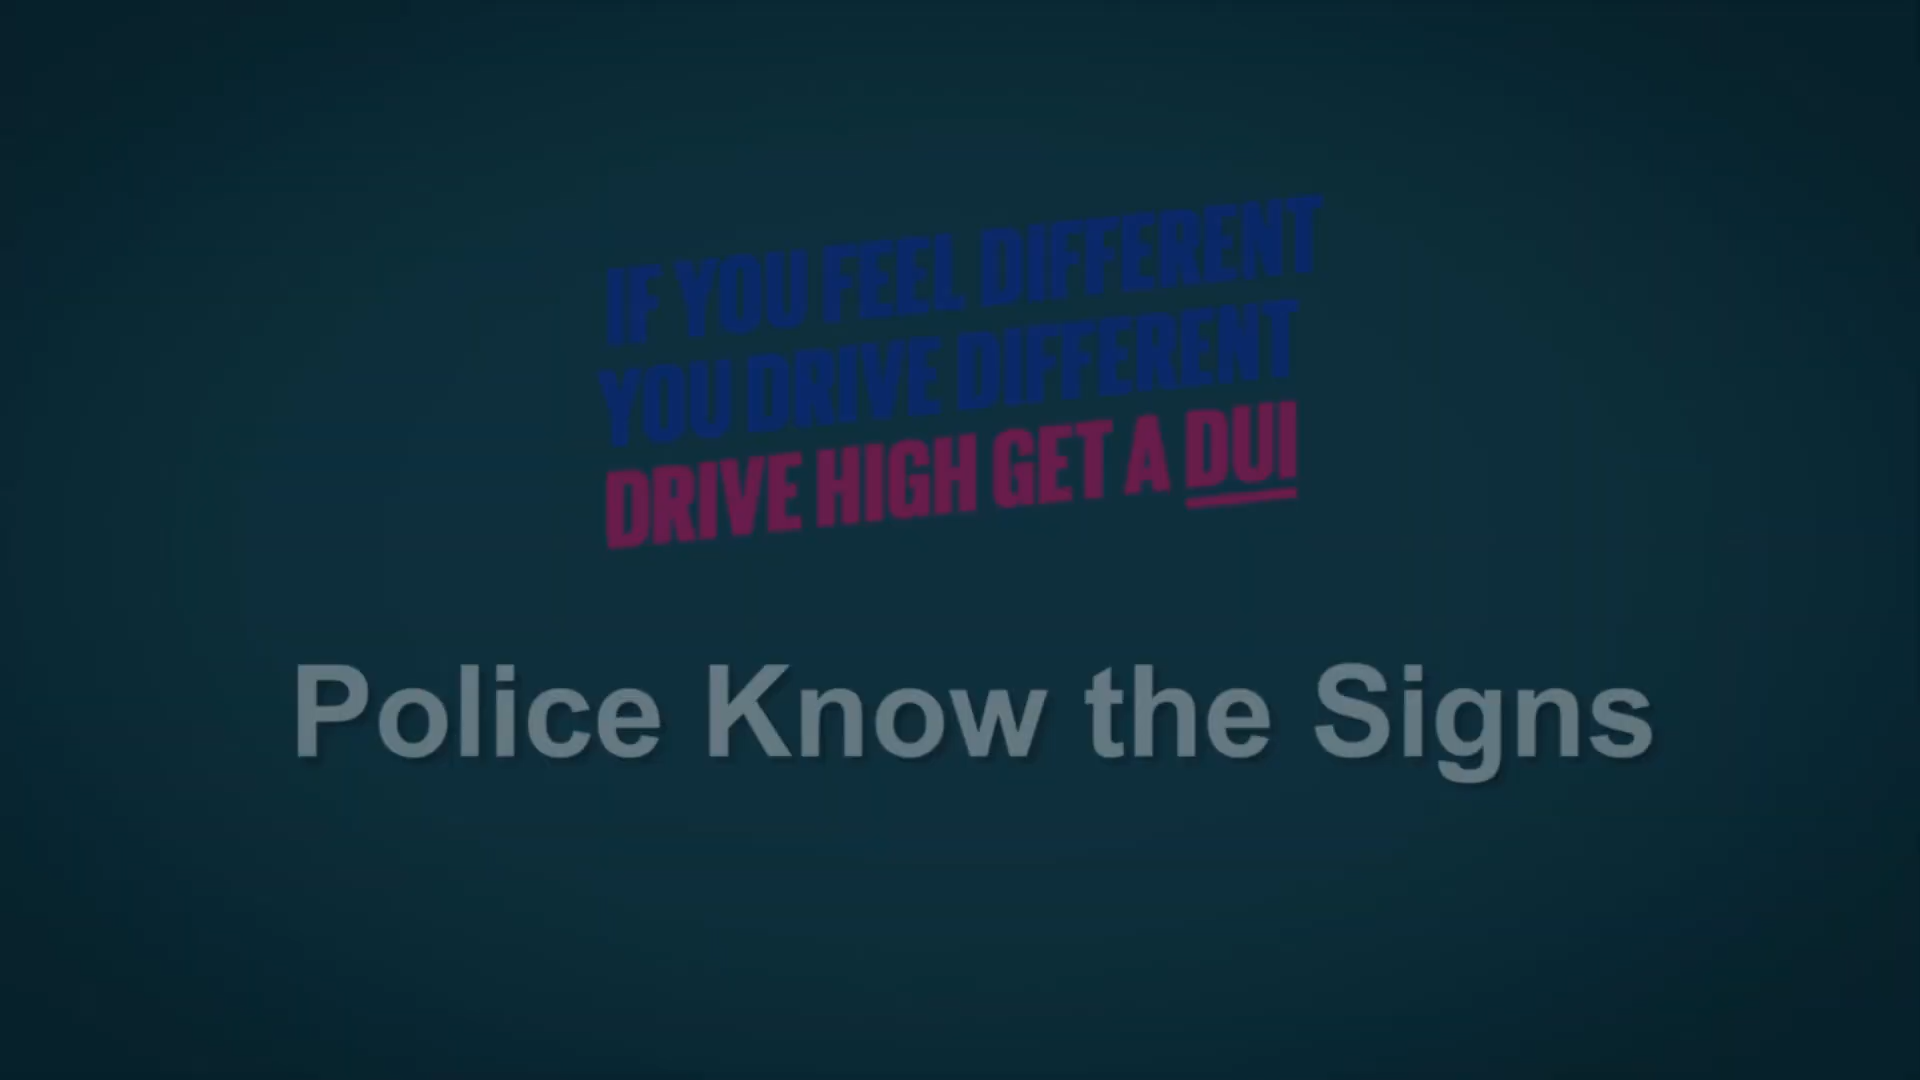 IF YOU FEEL DIFFERENT
YOU DRIVE DIFFERENT
DRIVE HIGH GET A DUI
Police Know the Signs